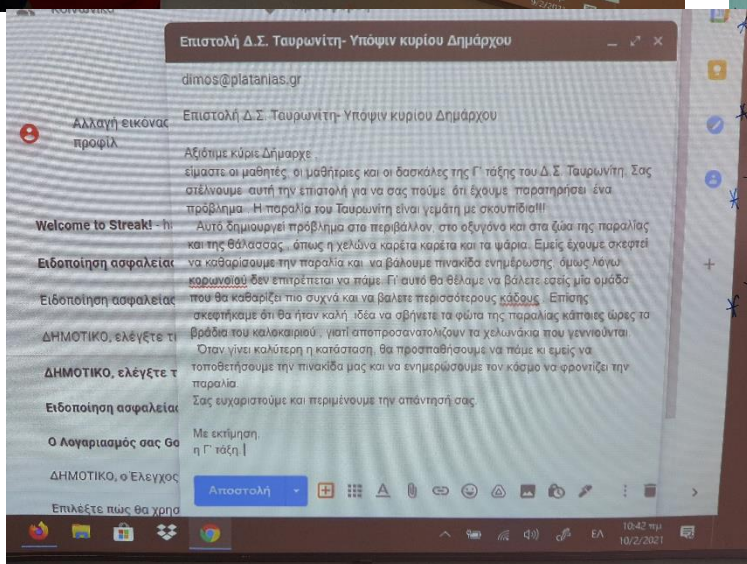 9/2/2021
Κοινωνικά
Επιστολή Δ.Σ. Ταυρωνίτη- Υπόψιν κυρίου Δημάρχου
dimos@platanias.gr
Επιστολή Δ.Σ. Ταυρωνίτη- Υπόψιν κυρίου Δημάρχου
Αλλαγή εικόνας
προφίλ
Αξιότιμε κύριε Δήμαρχε
είμαστε οι μαθητές, οι μαθήτριες και οι δασκάλες της Γ' τάξης του Δ.Σ. Ταυρωνίτη. Σας
στέλνουμε αυτή την επιστολή για να σας πούμε ότι έχουμε παρατηρήσει ένα
πρόβλημα . Η παραλία του Ταυρωνίτη είναι γεμάτη με σκουπίδια!!!
Αυτό δημιουργεί πρόβλημα στο περιβάλλον, στο οξυγόνο και στα ζώα της παραλίας
και της θάλασσας , όπως η χελώνα καρέτα καρέτα και τα ψάρια. Εμείς έχουμε σκεφτεί
να καθαρίσουμε την παραλία και να βάλουμε πινακίδα ενημέρωσης, όμως λόγω
κορωνοϊού δεν επιτρέπεται να πάμε. Γι' αυτό θα θέλαμε να βάλετε εσείς μία ομάδα
που θα καθαρίζει πιο συχνά και να βαλετε περισσότερους κάδους . Επίσης
σκεφτήκαμε ότι θα ήταν καλή ιδέα να σβήνετε τα φώτα της παραλίας κάποιες ώρες τα
βράδια του καλοκαιριού , γιατί αποπροσανατολιζουν τα χελωνάκια που γεννιούνται.
Όταν γίνει καλύτερη η κατάσταση, θα προσπαθήσουμε να πάμε κι εμείς να
τοποθετήσουμε την πινακίδα μας και να ενημερώσουμε τον κόσμο να φροντίζει την
παραλία.
Σας ευχαριστούμε και περιμένουμε την απάντησή σας.
Με εκτίμηση,
η Γ' τάξη.
Welcome to Streak! - hi
Ειδοποίηση ασφαλείας
Ειδοποίηση ασφαλείας
ΔΗΜΟΤΙΚΟ, ελέγξτε τι
ΔΗΜΟΤΙΚΟ, ελέγξτε τ
Ειδοποίηση ασφαλείας
Ο Λογαριασμός σας Go
ΔΗΜΟΤΙΚΟ, ο Έλεγχος
Επιλέξτε πώς θα χρησ
Αποστολή
ΕΛ
10:42 πμ
10/2/2021